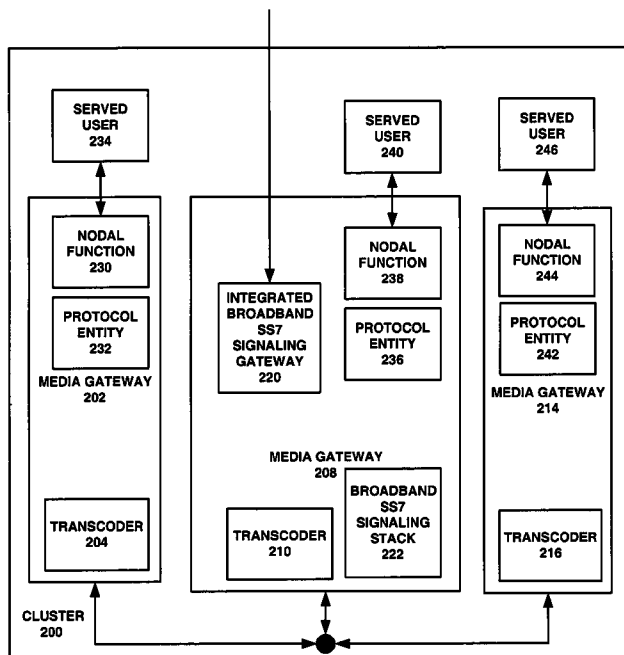 SERVED
USER
234
NODAL
FUNCTION
230
PROTOCOL
ENTITY
232
MEDIA GATEWAY
202
TRANSCODER
204
SERVED
USER
240
NODAL
FUNCTION
238
INTEGRATED
BROADBAND
SS7
SIGNALING
GATEWAY
220
PROTOCOL
ENTITY
236
MEDIA GATEWAY
208
TRANSCODER
210
BROADBAND
SS7
SIGNALING
STACK
222
SERVED
USER
246
NODAL
FUNCTION
244
PROTOCOL
ENTITY
242
MEDIA GATEWAY
214
TRANSCODER
216
CLUSTER
200